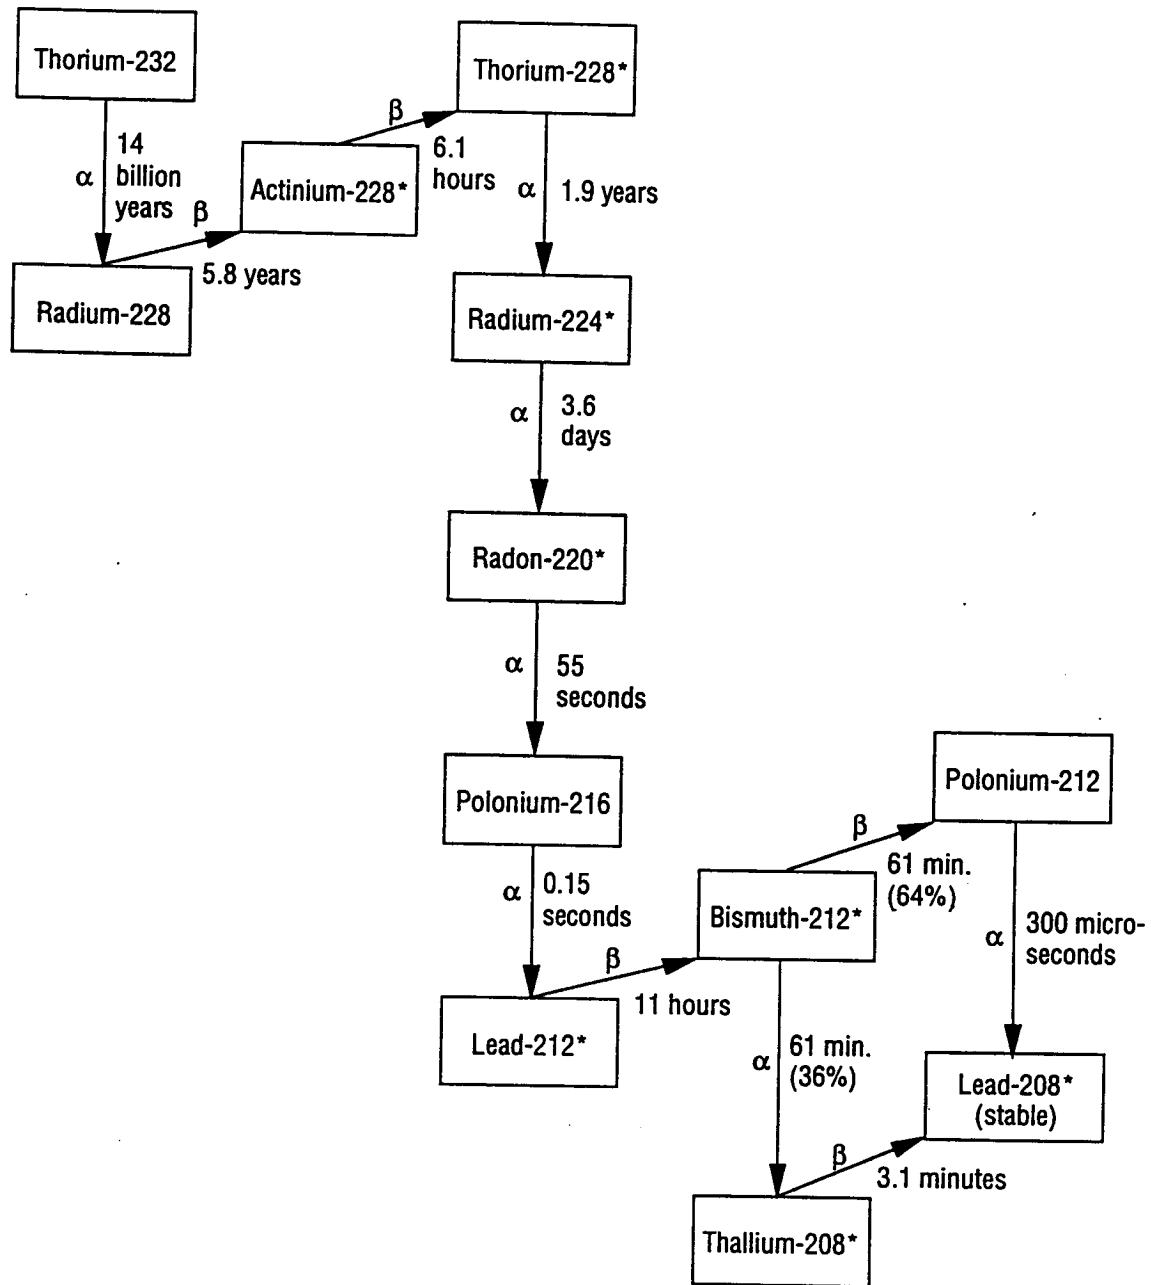 Thorium-232
α
14
billion
years
Radium-228
β
5.8 years
Actinium-228*
β
6.1
hours
Thorium-228*
α
1.9 years
Radium-224*
α
3.6
days
Radon-220*
α
55
seconds
Polonium-216
α
0.15
seconds
Lead-212*
β
11 hours
Bismuth-212*
β
61 min.
(64%)
Polonium-212
α
300 micro-
seconds
α
61 min.
(36%)
Lead-208*
(stable)
β
3.1 minutes
Thallium-208*